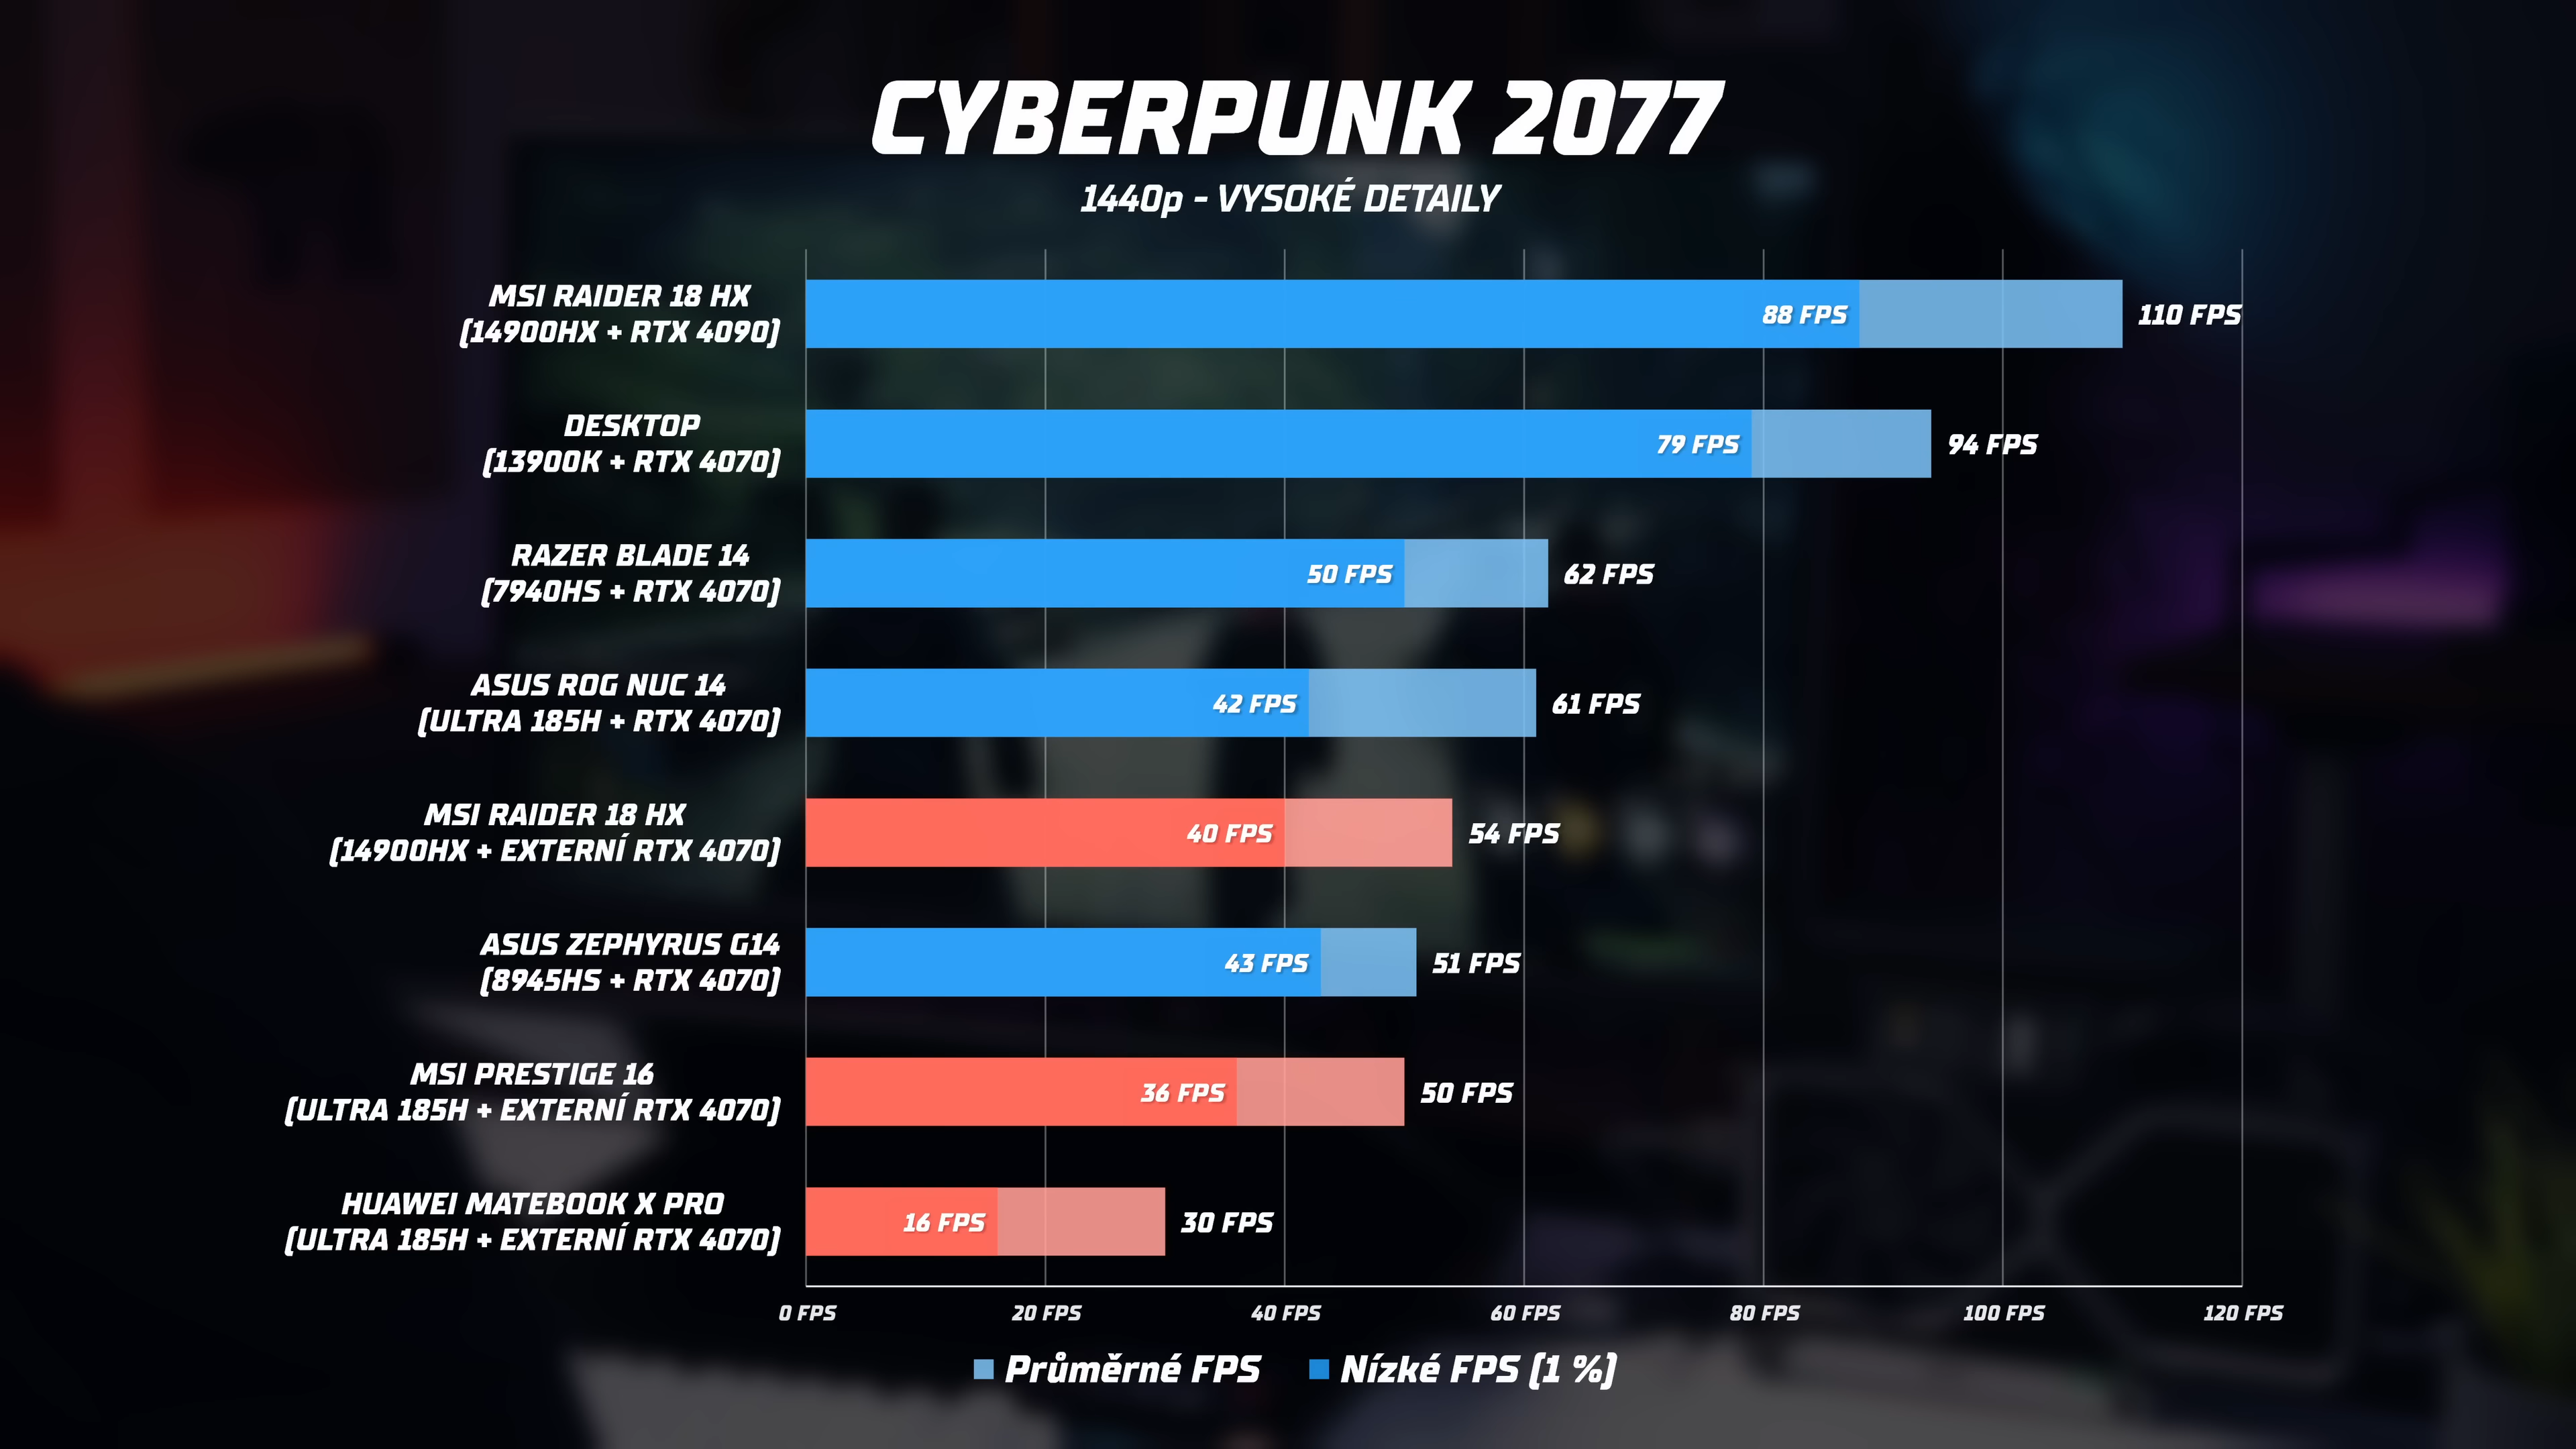 CYBERPUNK 2077
1440p - VYSOKÉ DETAILY
MSI RAIDER 18 HX
(14900HX + RTX 4090)
88 FPS
110 FPS
DESKTOP
(13900K + RTX 4070)
79 FPS
94 FPS
RAZER BLADE 14
(7940HS + RTX 4070)
50 FPS
62 FPS
ASUS ROG NUC 14
(ULTRA 185H + RTX 4070)
42 FPS
61 FPS
MSI RAIDER 18 HX
(14900HX + EXTERNÍ RTX 4070)
40 FPS
54 FPS
ASUS ZEPHYRUS G14
(8945HS + RTX 4070)
43 FPS
51 FPS
MSI PRESTIGE 16
(ULTRA 185H + EXTERNÍ RTX 4070)
36 FPS
50 FPS
HUAWEI MATEBOOK X PRO
(ULTRA 185H + EXTERNÍ RTX 4070)
16 FPS
30 FPS
0 FPS
20 FPS
40 FPS
60 FPS
80 FPS
100 FPS
120 FPS
Průměrné FPS
Nízké FPS (1 %)